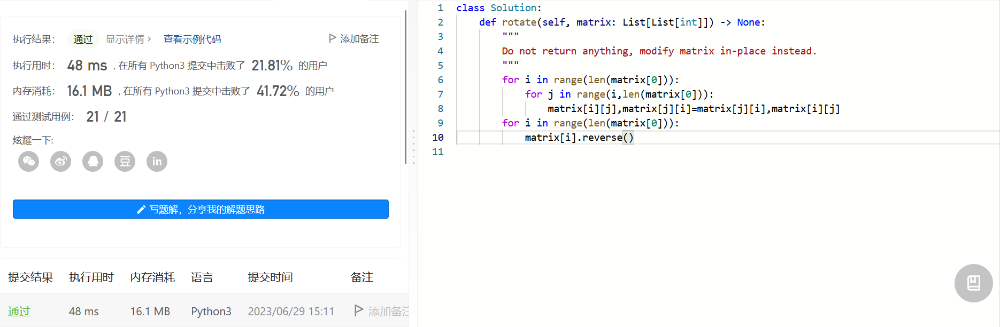 执行结果： 通过 显示详情 > 查看示例代码 添加备注
执行用时： 48 ms , 在所有 Python3 提交中击败了 21.81% 的用户
内存消耗： 16.1 MB , 在所有 Python3 提交中击败了 41.72% 的用户
通过测试用例： 21 / 21
炫耀一下:
豆 in
写题解，分享我的解题思路
提交结果 执行用时 内存消耗 语言 提交时间 备注
通过 48 ms 16.1 MB Python3 2023/06/29 15:11 添加备注
1 class Solution:
2 def rotate(self, matrix: List[List[int]]) -> None:
3 """
4 Do not return anything, modify matrix in-place instead.
5 """
6 for i in range(len(matrix[0])):
7 for j in range(i,len(matrix[0])):
8 matrix[i][j],matrix[j][i]=matrix[j][i],matrix[i][j]
9 for i in range(len(matrix[0])):
10 matrix[i].reverse()
11